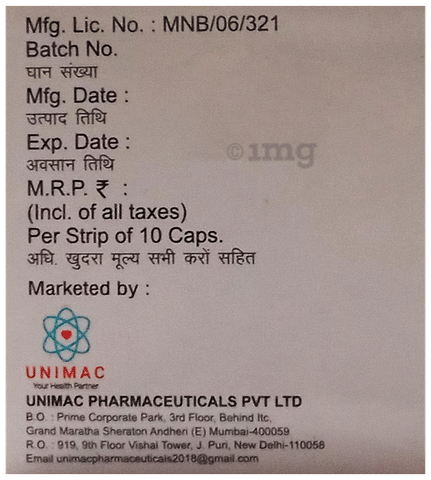 Mfg. Lic. No. : MNB/06/321
Batch No.
घान संख्या
Mfg. Date :
उत्पाद तिथि
Exp. Date :
अवसान तिथि
©1mg
M.R.P. ₹ :
(Incl. of all taxes)
Per Strip of 10 Caps.
अधि. खुदरा मूल्य सभी करों सहित
Marketed by :
UNIMAC
Your Health Partner
UNIMAC PHARMACEUTICALS PVT LTD
B.O. : Prime Corporate Park, 3rd Floor, Behind Itc,
Grand Maratha Sheraton Andheri (E) Mumbai-400059
R.O. : 919, 9th Floor Vishal Tower, J. Puri, New Delhi-110058
Email unimacpharmaceuticals2018@gmail.com